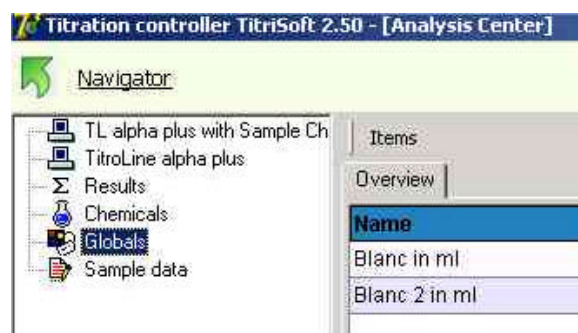 Titration controller TitriSoft 2.50 - [Analysis Center]
Navigator
TL alpha plus with Sample Ch
TitroLine alpha plus
Results
Chemicals
Globals
Sample data
Items
Overview
Name
Blanc in ml
Blanc 2 in ml